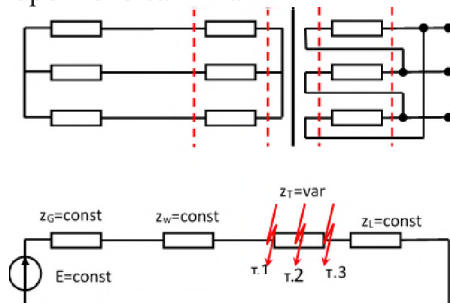 z_T=var
z_G=const z_w=const z_L=const
E=const
т.1 т.2 т.3